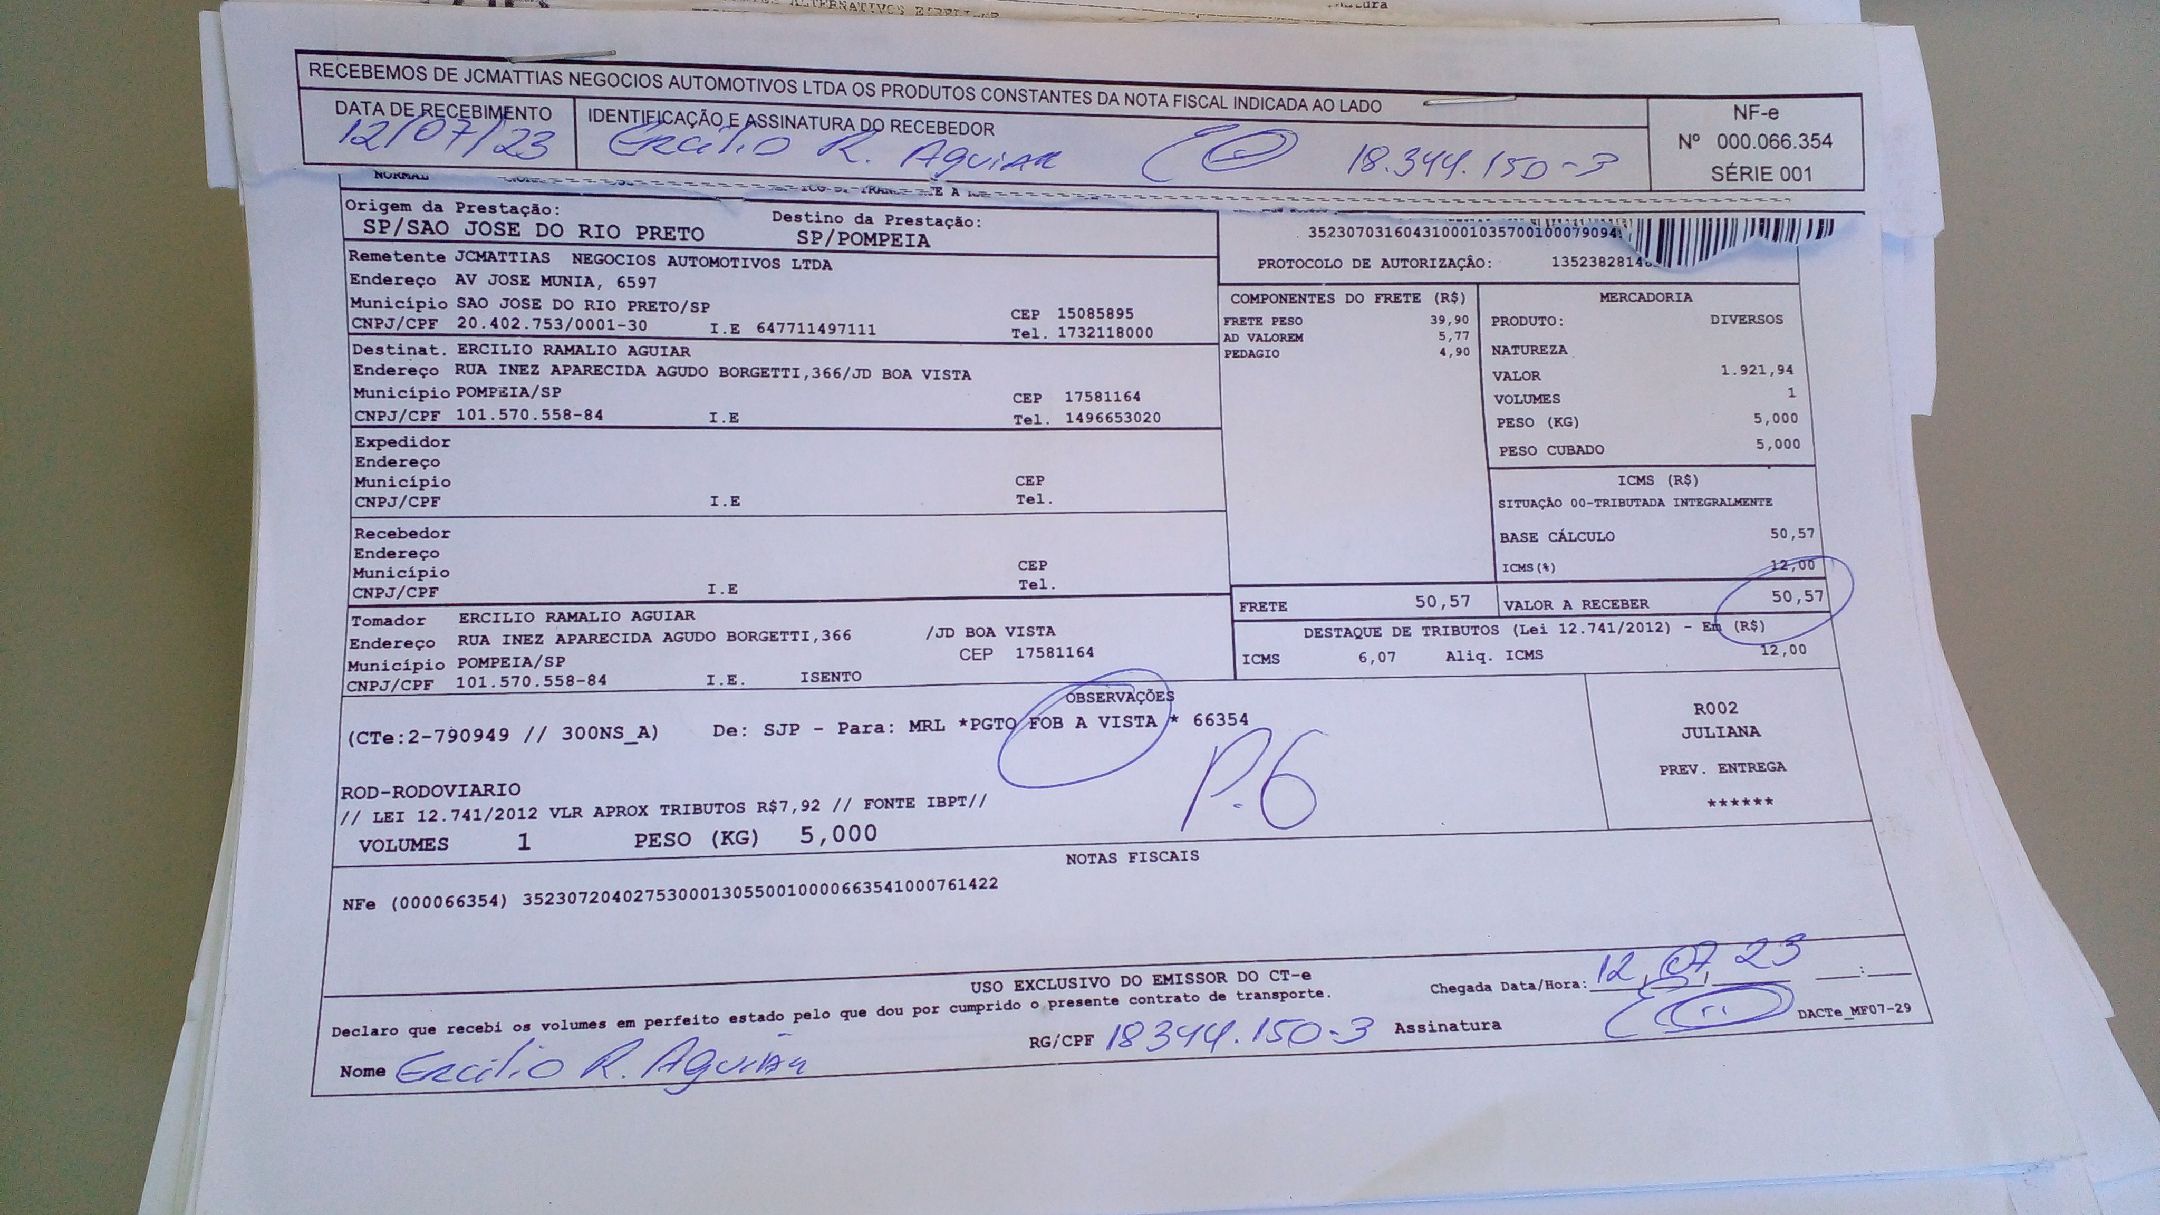 RECEBEMOS DE JCMATTIAS NEGOCIOS AUTOMOTIVOS LTDA OS PRODUTOS CONSTANTES DA NOTA FISCAL INDICADA AO LADO
DATA DE RECEBIMENTO
12/07/23
IDENTIFICAÇÃO E ASSINATURA DO RECEBEDOR
Ercilio R. Aguiar 18.344.150-3
NF-e
Nº 000.066.354
SÉRIE 001
NORMAL
Origem da Prestação:
SP/SAO JOSE DO RIO PRETO
Destino da Prestação:
SP/POMPEIA
PROTOCOLO DE AUTORIZAÇÂO:
Remetente JCMATTIAS NEGOCIOS AUTOMOTIVOS LTDA
Endereço AV JOSE MUNIA, 6597
Município SAO JOSE DO RIO PRETO/SP CEP 15085895
CNPJ/CPF 20.402.753/0001-30 I.E 647711497111 Tel. 1732118000
Destinat. ERCILIO RAMALIO AGUIAR
Endereço RUA INEZ APARECIDA AGUDO BORGETTI,366/JD BOA VISTA
Município POMPEIA/SP CEP 17581164
CNPJ/CPF 101.570.558-84 I.E Tel. 1496653020
Expedidor
Endereço
Município CEP
CNPJ/CPF I.E Tel.
Recebedor
Endereço
Município CEP
CNPJ/CPF I.E Tel.
Tomador ERCILIO RAMALIO AGUIAR
Endereço RUA INEZ APARECIDA AGUDO BORGETTI,366 /JD BOA VISTA
Município POMPEIA/SP CEP 17581164
CNPJ/CPF 101.570.558-84 I.E. ISENTO
COMPONENTES DO FRETE (R$)
FRETE PESO 39,90
AD VALOREM 5,77
PEDAGIO 4,90
MERCADORIA
PRODUTO: DIVERSOS
NATUREZA
VALOR 1.921,94
VOLUMES 1
PESO (KG) 5,000
PESO CUBADO 5,000
ICMS (R$)
SITUAÇÃO 00-TRIBUTADA INTEGRALMENTE
BASE CÁLCULO 50,57
ICMS(%) 12,00
FRETE 50,57 VALOR A RECEBER 50,57
DESTAQUE DE TRIBUTOS (Lei 12.741/2012) - Em (R$)
ICMS 6,07 Aliq. ICMS 12,00
OBSERVAÇÕES
(CTe:2-790949 // 300NS_A) De: SJP - Para: MRL *PGTO FOB A VISTA * 66354
P.6
ROD-RODOVIARIO
// LEI 12.741/2012 VLR APROX TRIBUTOS R$7,92 // FONTE IBPT//
VOLUMES 1 PESO (KG) 5,000
R002
JULIANA
PREV. ENTREGA
******
NOTAS FISCAIS
NFe (000066354) 35230720402753000130550010000663541000761422
USO EXCLUSIVO DO EMISSOR DO CT-e
Declaro que recebi os volumes em perfeito estado pelo que dou por cumprido o presente contrato de transporte.
Chegada Data/Hora: 12/07/23 __:__
Nome Ercilio R. Aguiar RG/CPF 18344.150-3 Assinatura
DACTe_MF07-29